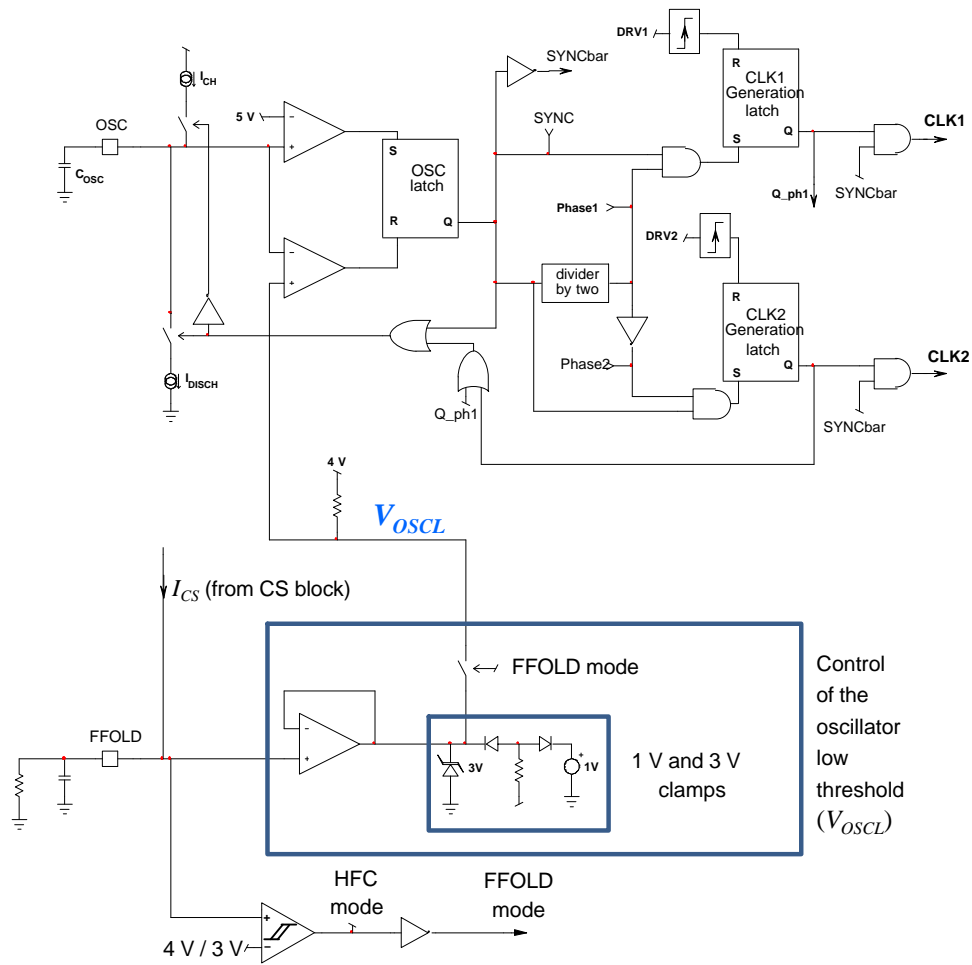 DRV1
SYNCbar
R
CLK1
Generation
latch
I_CH
CLK1
5 V
SYNC
OSC
S
Q
S
OSC
latch
C_OSC
SYNCbar
Phase1
Q_ph1
R
Q
DRV2
divider
by two
R
CLK2
Generation
latch
CLK2
Phase2
S
Q
I_DISCH
Q_ph1
SYNCbar
4 V
V_OSCL
I_CS (from CS block)
FFOLD mode
Control
of the
oscillator
low
threshold
(V_OSCL)
FFOLD
3V
1V
1 V and 3 V
clamps
HFC
mode
FFOLD
mode
4 V / 3 V